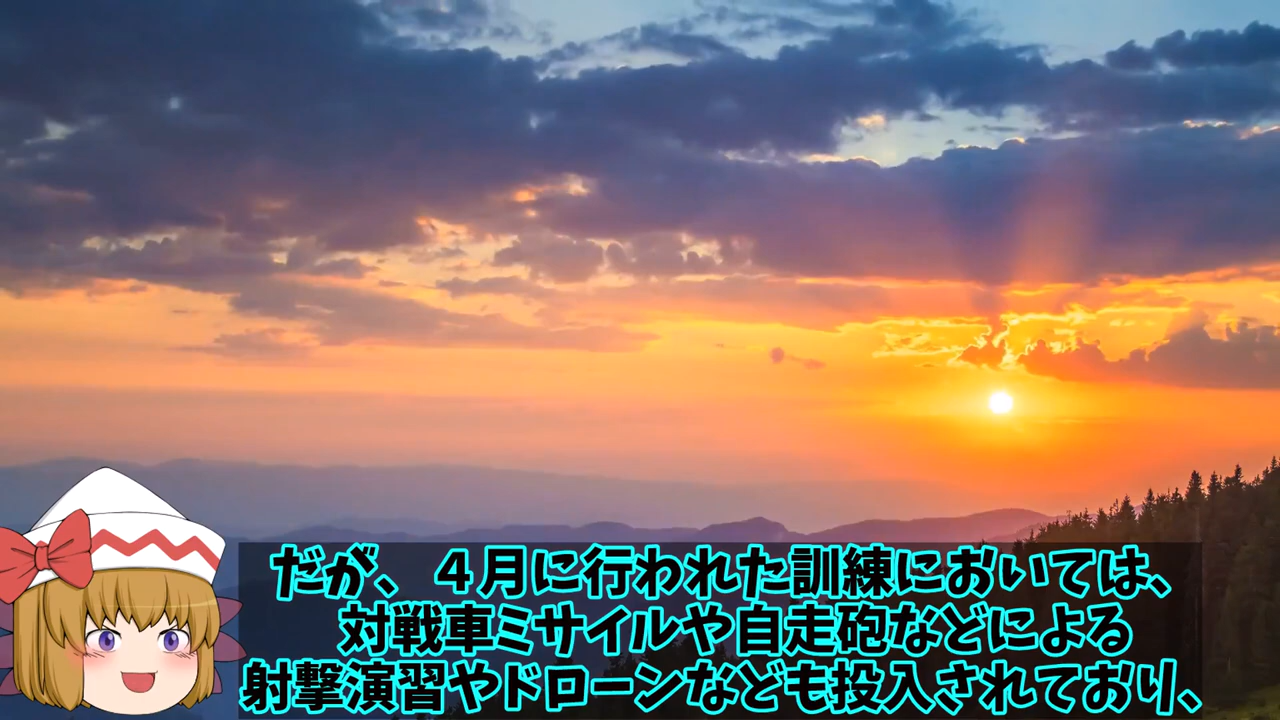 だが、４月に行われた訓練においては、
対戦車ミサイルや自走砲などによる
射撃演習やドローンなども投入されており、